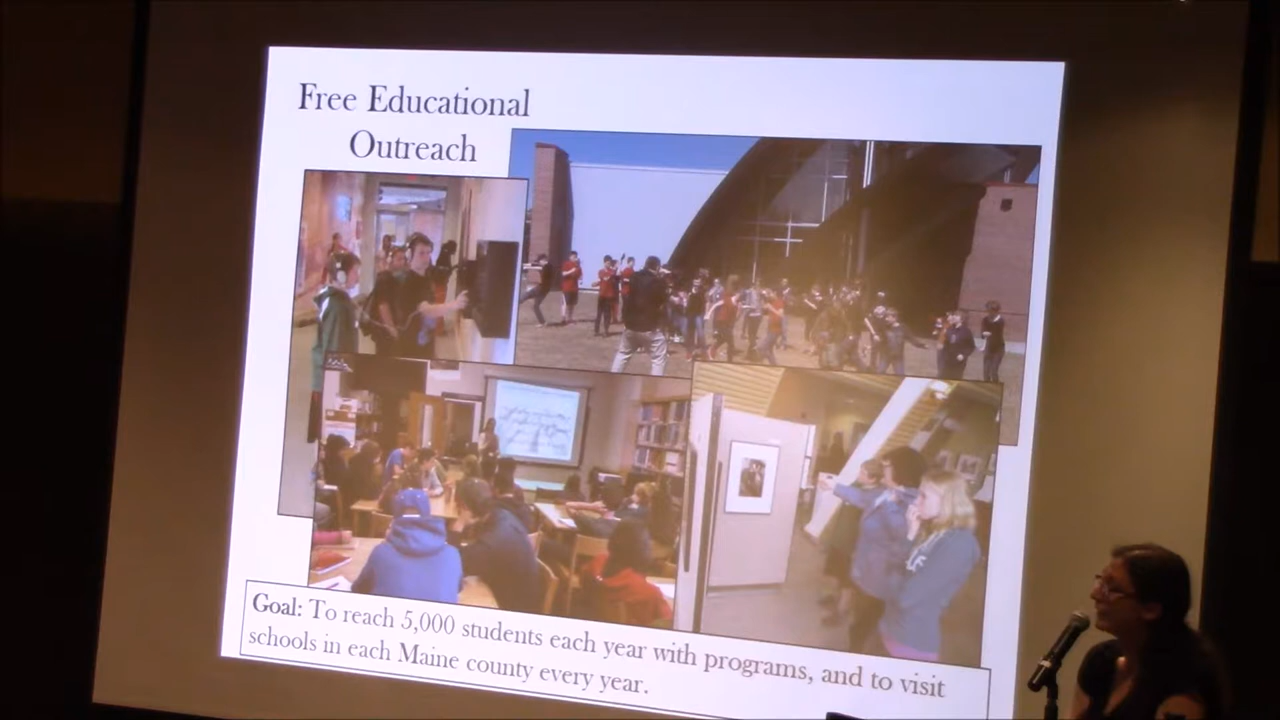 Free Educational
Outreach
Goal: To reach 5,000 students each year with programs, and to visit
schools in each Maine county every year.